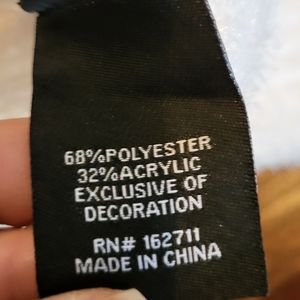 68%POLYESTER
32%ACRYLIC
EXCLUSIVE OF
DECORATION
RN# 162711
MADE IN CHINA